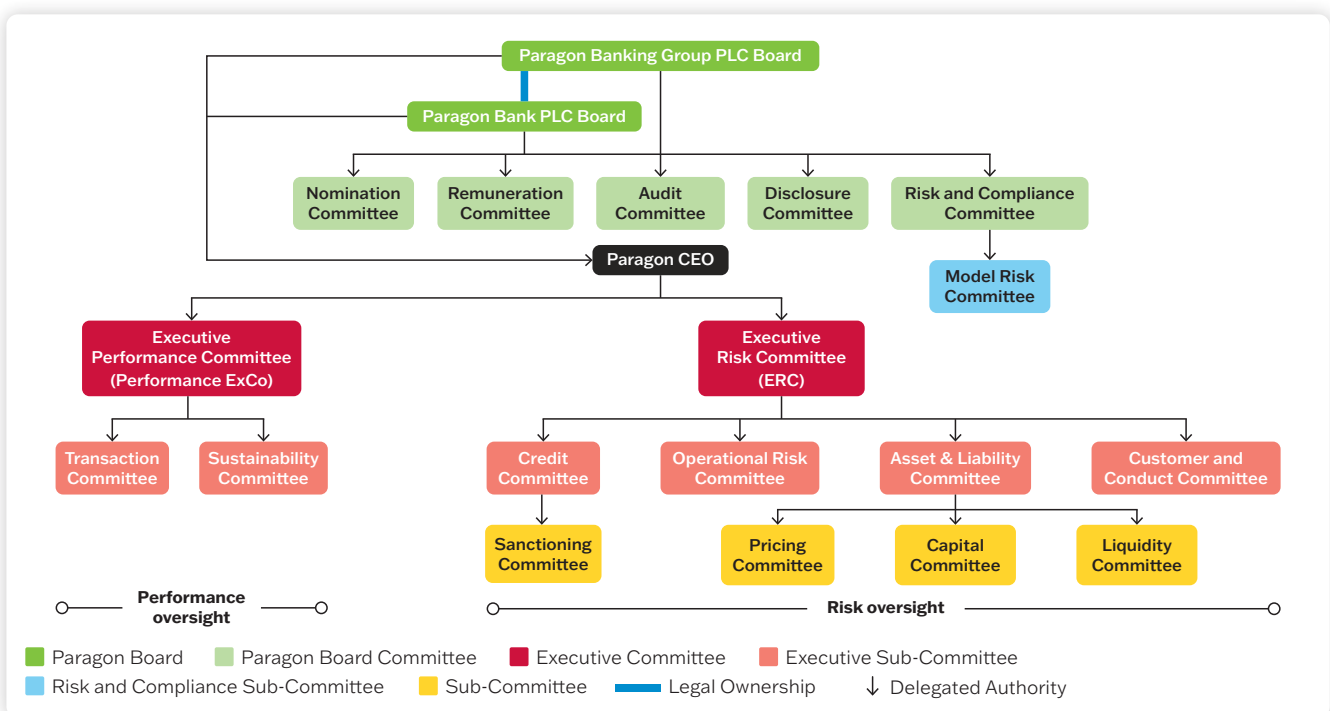 Paragon Banking Group PLC Board
Paragon Bank PLC Board
Nomination
Committee
Remuneration
Committee
Audit
Committee
Disclosure
Committee
Risk and Compliance
Committee
Paragon CEO
Model Risk
Committee
Executive
Performance Committee
(Performance ExCo)
Executive
Risk Committee
(ERC)
Transaction
Committee
Sustainability
Committee
Credit
Committee
Operational Risk
Committee
Asset & Liability
Committee
Customer and
Conduct Committee
Sanctioning
Committee
Pricing
Committee
Capital
Committee
Liquidity
Committee
Performance
oversight
Risk oversight
Paragon Board
Paragon Board Committee
Executive Committee
Executive Sub-Committee
Risk and Compliance Sub-Committee
Sub-Committee
Legal Ownership
Delegated Authority